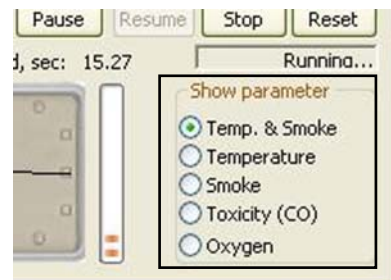 Pause Resume Stop Reset
d, sec: 15.27 Running...
Show parameter
Temp. & Smoke
Temperature
Smoke
Toxicity (CO)
Oxygen